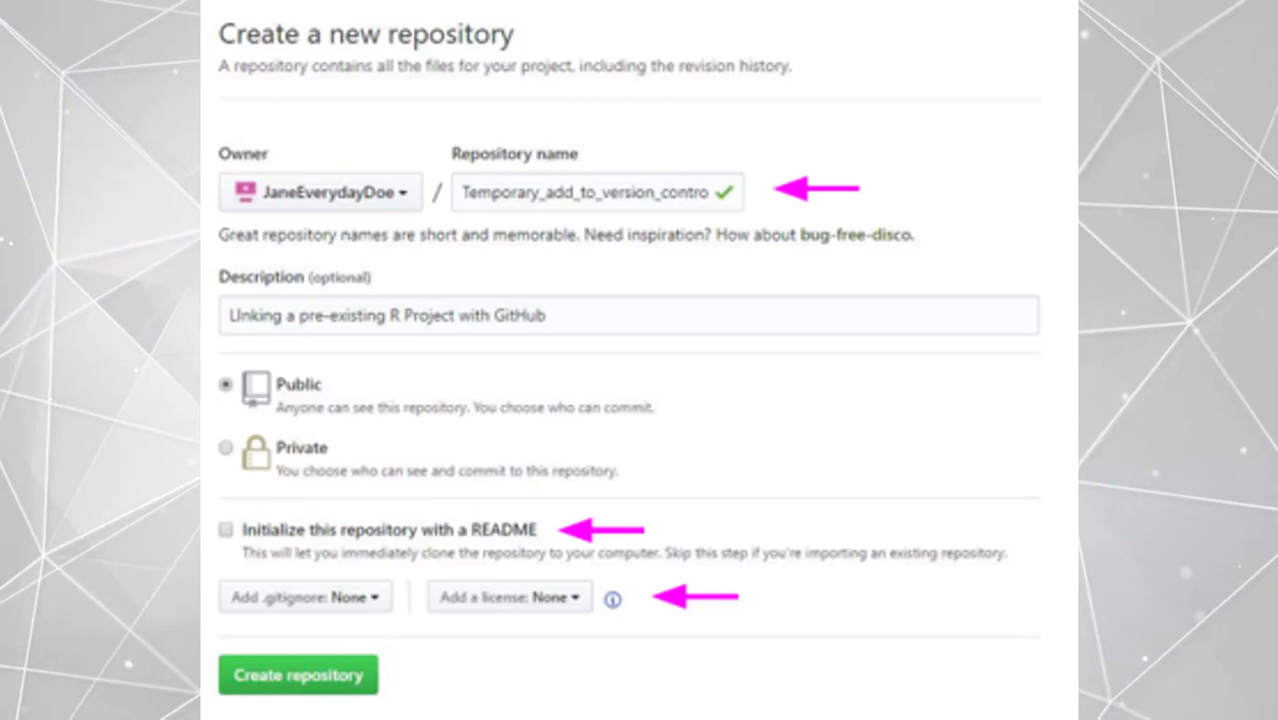 Create a new repository
A repository contains all the files for your project, including the revision history.
Owner Repository name
JaneEverydayDoe / Temporary_add_to_version_contro
Great repository names are short and memorable. Need inspiration? How about bug-free-disco.
Description (optional)
LInking a pre-existing R Project with GitHub
Public
Anyone can see this repository. You choose who can commit.
Private
You choose who can see and commit to this repository.
Initialize this repository with a README
This will let you immediately clone the repository to your computer. Skip this step if you're importing an existing repository.
Add .gitignore: None Add a license: None
Create repository